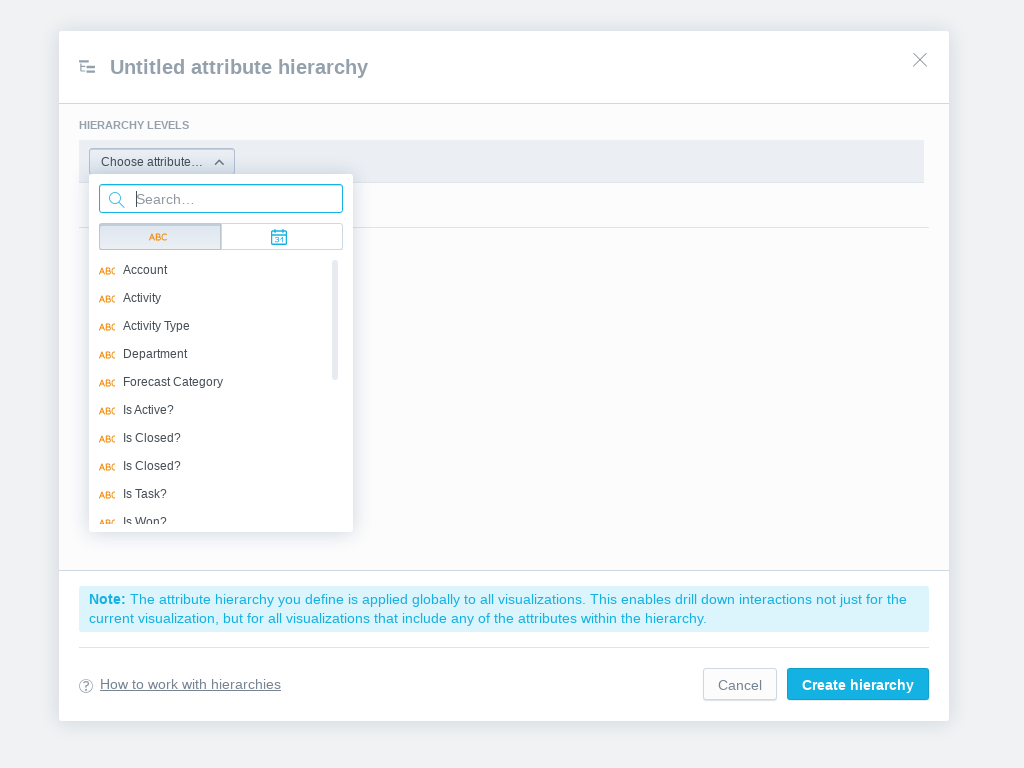 Untitled attribute hierarchy
HIERARCHY LEVELS
Choose attribute…
Search…
ABC
31
ABC Account
ABC Activity
ABC Activity Type
ABC Department
ABC Forecast Category
ABC Is Active?
ABC Is Closed?
ABC Is Closed?
ABC Is Task?
ABC Is Won?
Note: The attribute hierarchy you define is applied globally to all visualizations. This enables drill down interactions not just for the
current visualization, but for all visualizations that include any of the attributes within the hierarchy.
? How to work with hierarchies
Cancel
Create hierarchy